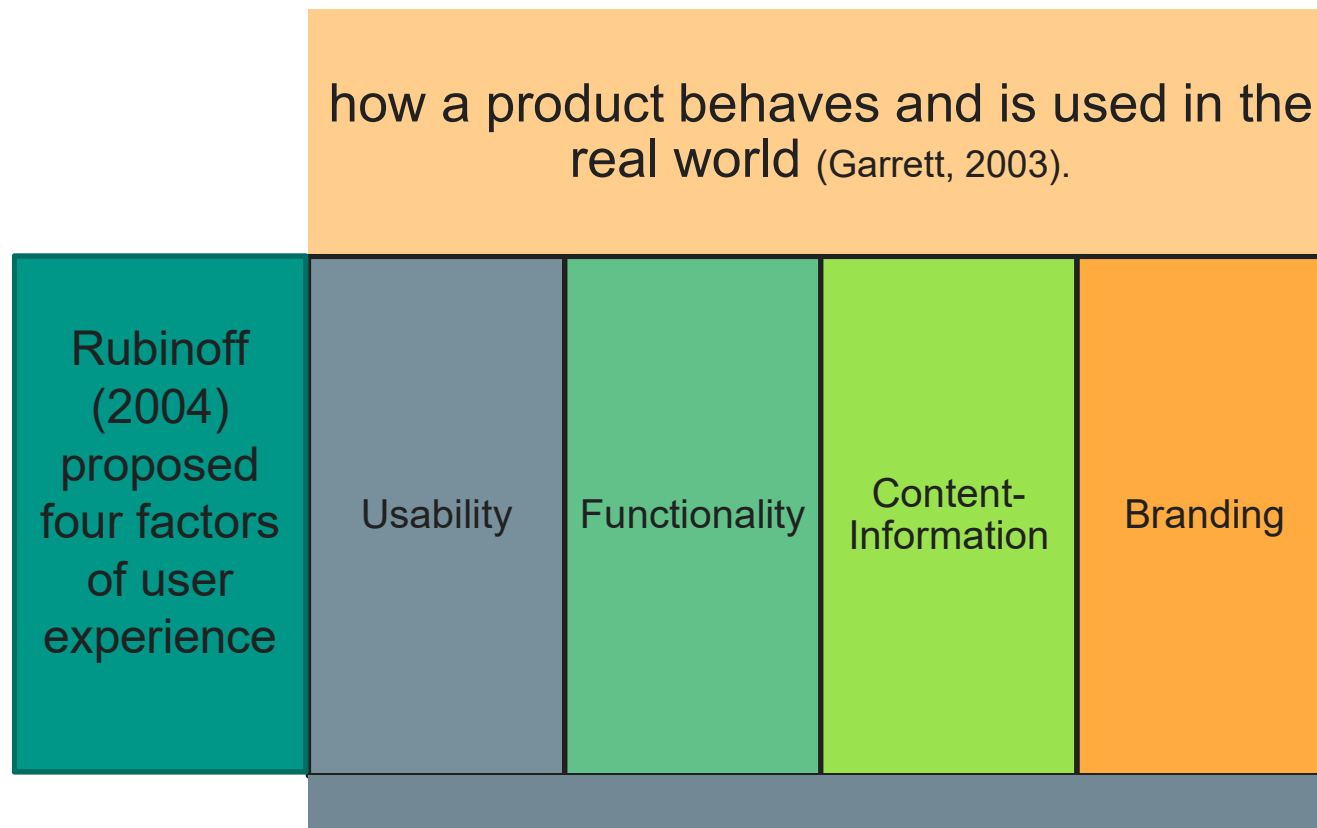 how a product behaves and is used in the
real world (Garrett, 2003).
Rubinoff
(2004)
proposed
four factors
of user
experience
Usability
Functionality
Content-
Information
Branding